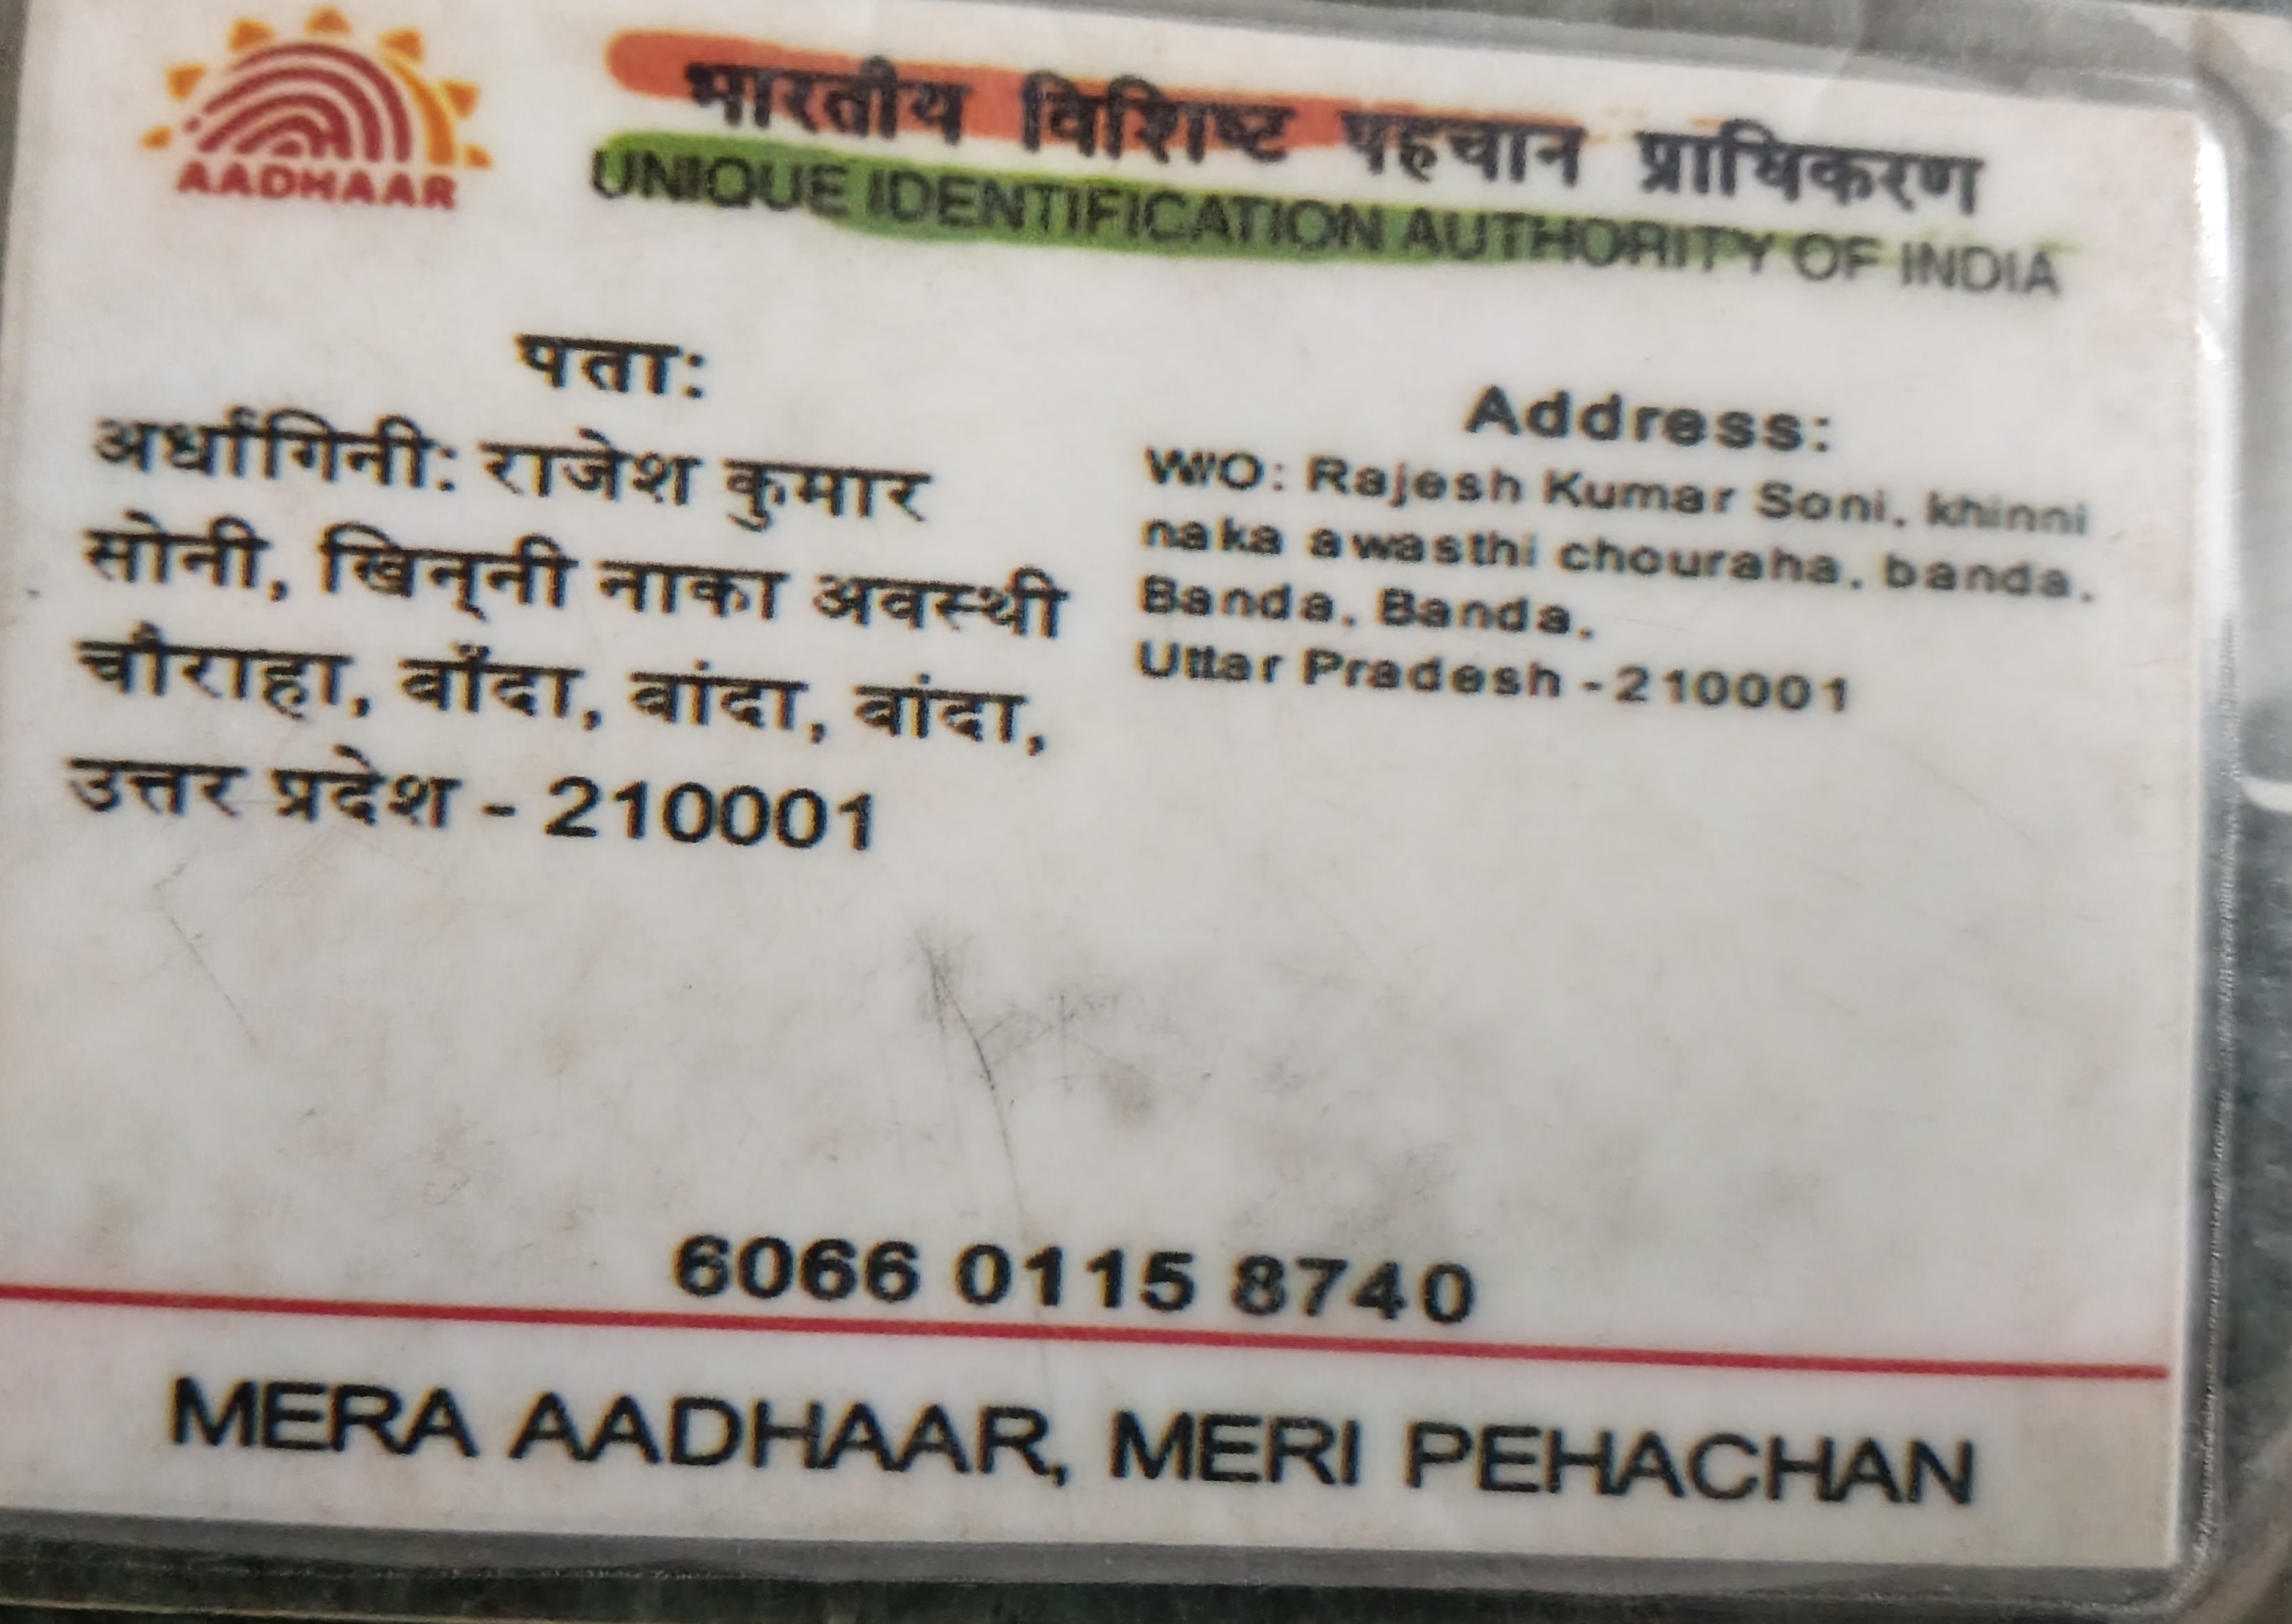 AADHAAR
भारतीय विशिष्ट पहचान प्राधिकरण
UNIQUE IDENTIFICATION AUTHORITY OF INDIA
पता:
अर्धांगिनी: राजेश कुमार
सोनी, खिन्‌नी नाका अवस्थी
चौराहा, बाँदा, बांदा, बांदा,
उत्तर प्रदेश - 210001
Address:
W/O: Rajesh Kumar Soni, khinni
naka awasthi chouraha, banda,
Banda, Banda,
Uttar Pradesh - 210001
6066 0115 8740
MERA AADHAAR, MERI PEHACHAN